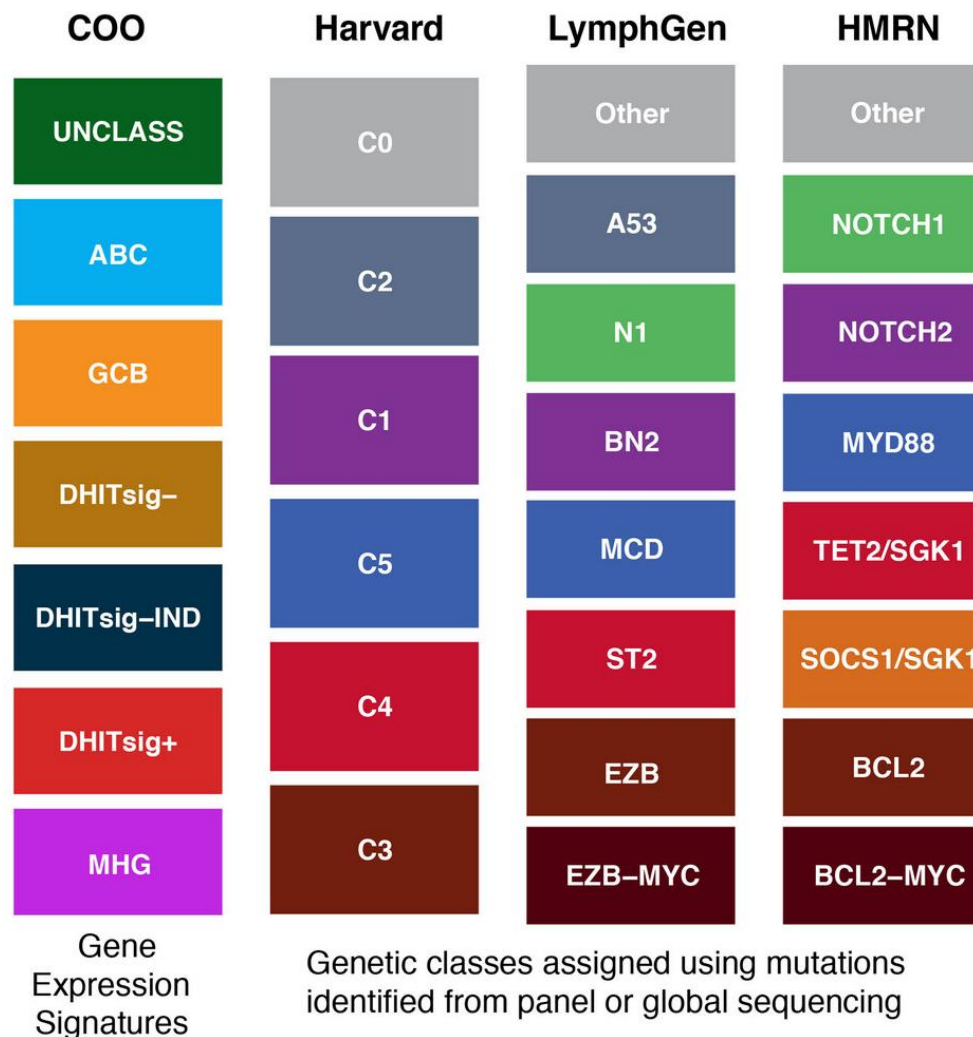 COO
Harvard
LymphGen
HMRN
UNCLASS
ABC
GCB
DHITsig–
DHITsig–IND
DHITsig+
MHG
Gene
Expression
Signatures
C0
C2
C1
C5
C4
C3
Other
A53
N1
BN2
MCD
ST2
EZB
EZB–MYC
Other
NOTCH1
NOTCH2
MYD88
TET2/SGK1
SOCS1/SGK1
BCL2
BCL2–MYC
Genetic classes assigned using mutations
identified from panel or global sequencing